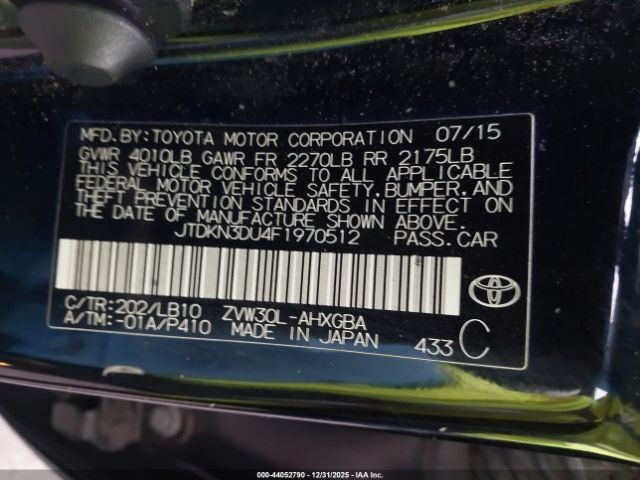 MFD. BY: TOYOTA MOTOR CORPORATION 07/15
GVWR 4010LB GAWR FR 2270LB RR 2175LB
THIS VEHICLE CONFORMS TO ALL APPLICABLE
FEDERAL MOTOR VEHICLE SAFETY, BUMPER, AND
THEFT PREVENTION STANDARDS IN EFFECT ON
THE DATE OF MANUFACTURE SHOWN ABOVE.
JTDKN3DU4F1970512 PASS. CAR
C/TR: 202/LB10 ZVW30L-AHXGBA
A/TM: -01A/P410 MADE IN JAPAN 433 C
TOYOTA
000-44052790 - 12/31/2025 - IAA Inc.